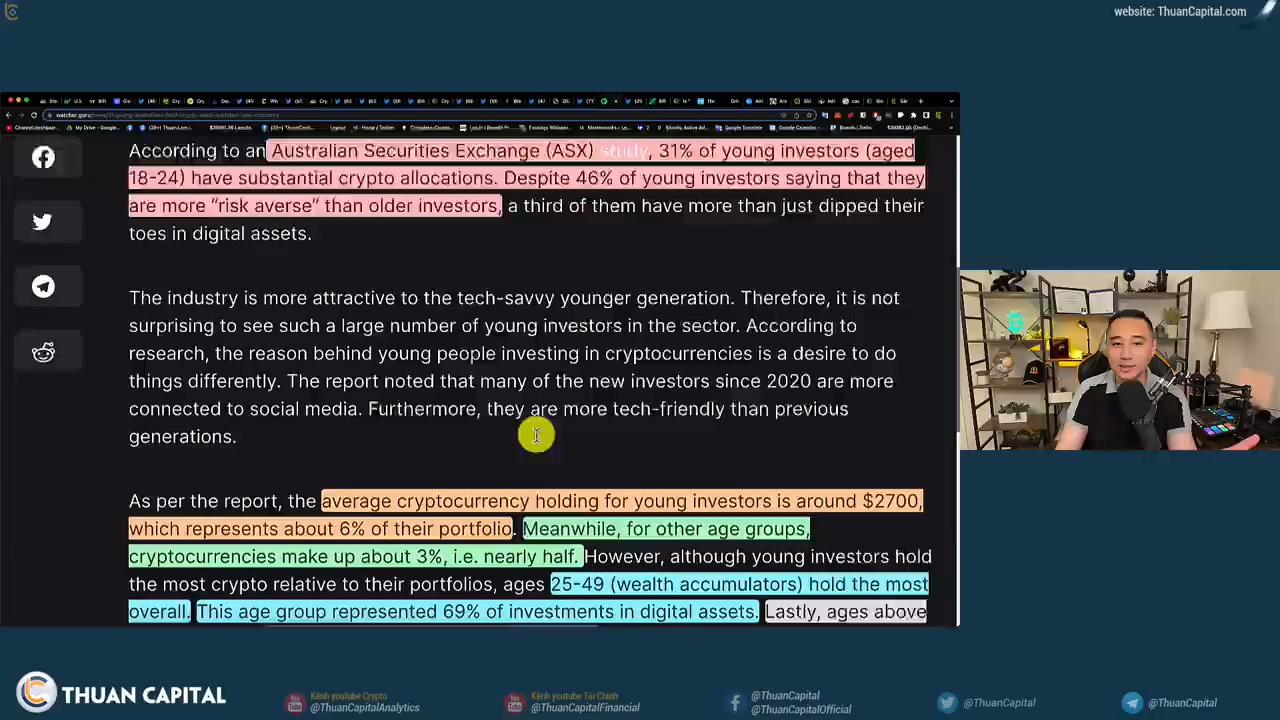 website: ThuanCapital.com
According to an Australian Securities Exchange (ASX) study, 31% of young investors (aged
18-24) have substantial crypto allocations. Despite 46% of young investors saying that they
are more “risk averse” than older investors, a third of them have more than just dipped their
toes in digital assets.
The industry is more attractive to the tech-savvy younger generation. Therefore, it is not
surprising to see such a large number of young investors in the sector. According to
research, the reason behind young people investing in cryptocurrencies is a desire to do
things differently. The report noted that many of the new investors since 2020 are more
connected to social media. Furthermore, they are more tech-friendly than previous
generations.
As per the report, the average cryptocurrency holding for young investors is around $2700,
which represents about 6% of their portfolio. Meanwhile, for other age groups,
cryptocurrencies make up about 3%, i.e. nearly half. However, although young investors hold
the most crypto relative to their portfolios, ages 25-49 (wealth accumulators) hold the most
overall. This age group represented 69% of investments in digital assets. Lastly, ages above
THUAN CAPITAL
Kênh youtube Crypto
@ThuanCapitalAnalytics
Kênh youtube Tài Chính
@ThuanCapitalFinancial
@ThuanCapital
@ThuanCapitalOfficial
@ThuanCapital
@ThuanCapital